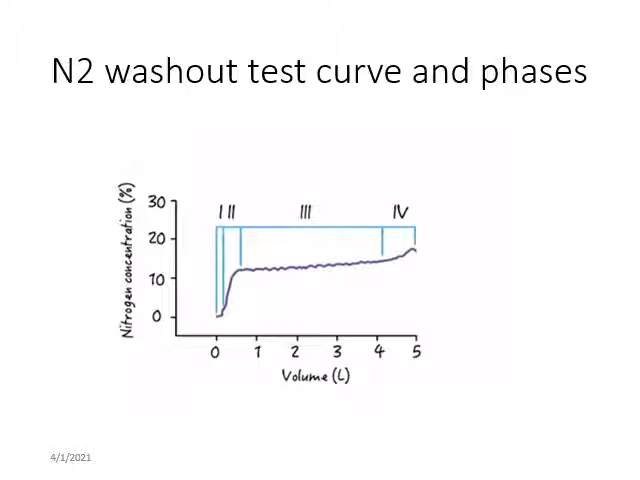 N2 washout test curve and phases
Nitrogen concentration (%)
30
20
10
0
I II III IV
0 1 2 3 4 5
Volume (L)
4/1/2021